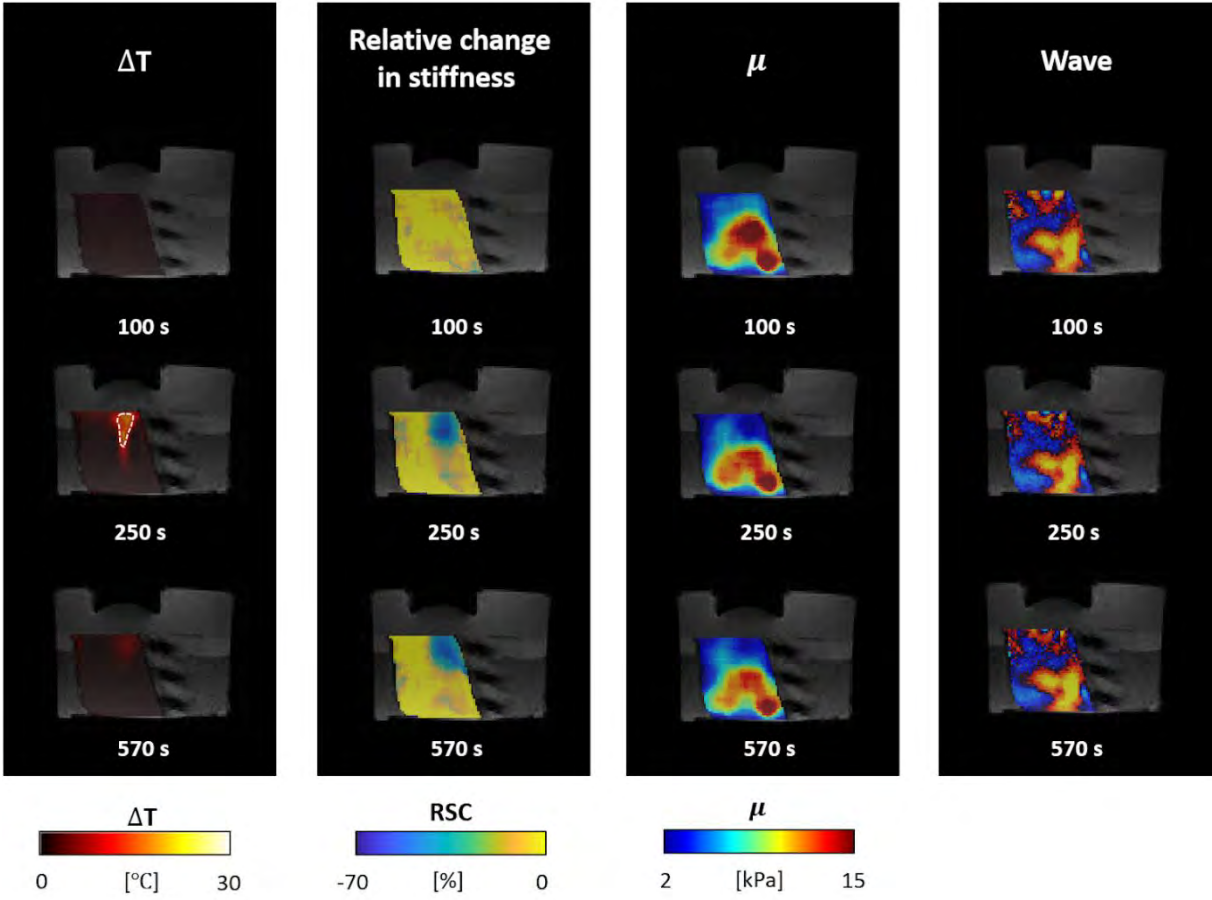 ΔT
Relative change
in stiffness
μ
Wave
100 s
100 s
100 s
100 s
250 s
250 s
250 s
250 s
570 s
570 s
570 s
570 s
ΔT
RSC
μ
0 [°C] 30
-70 [%] 0
2 [kPa] 15